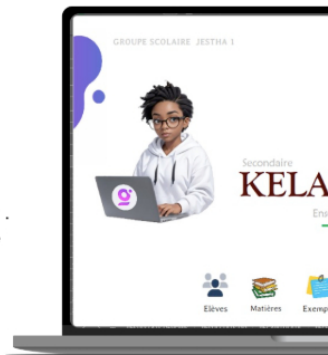 GROUPE SCOLAIRE JESTHA 1
Secondaire
KELA
Ens
Elèves Matières Exemp